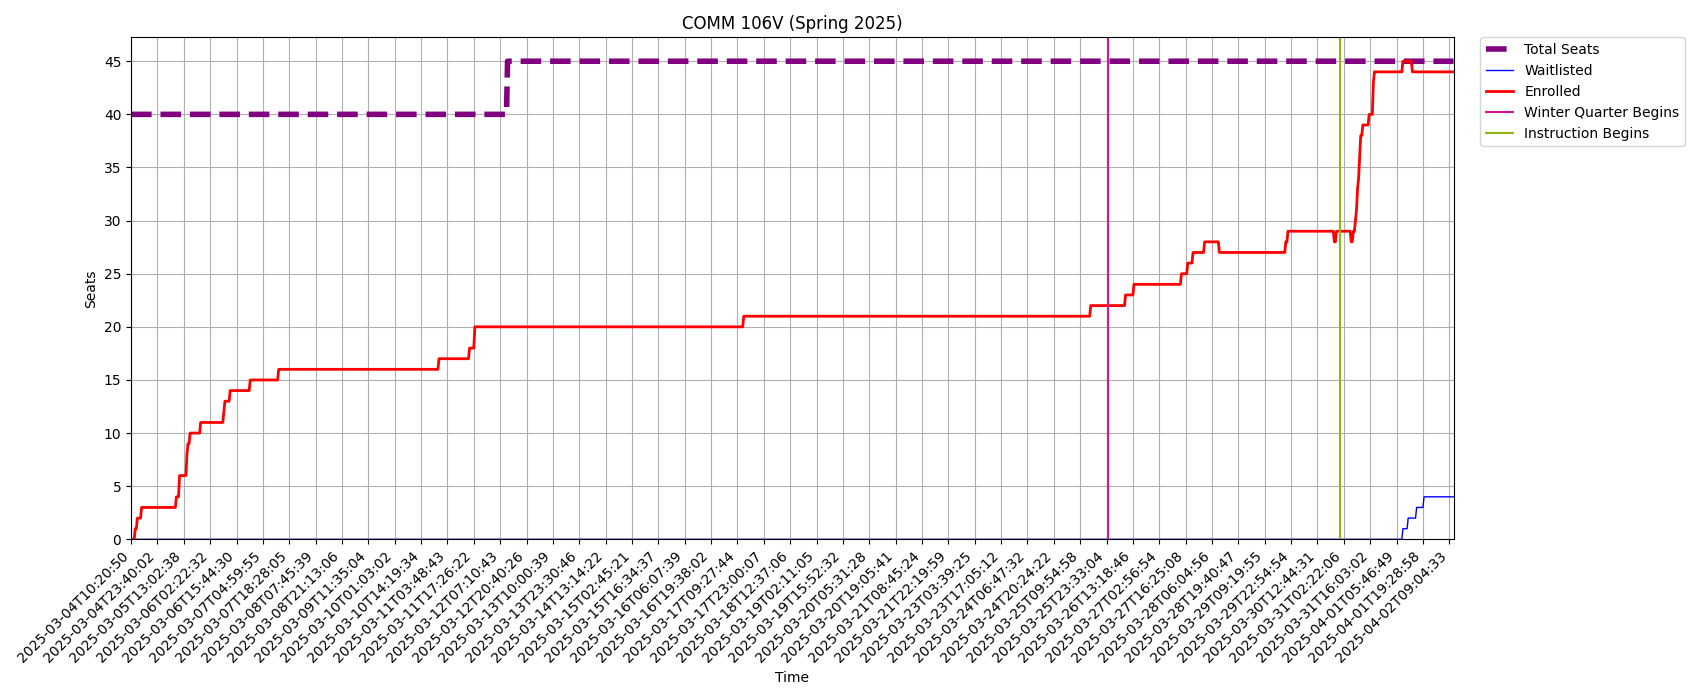 COMM 106V (Spring 2025)
Total Seats
Waitlisted
Enrolled
Winter Quarter Begins
Instruction Begins
Seats
45
40
35
30
25
20
15
10
5
0
2025-03-04T10:20:50
2025-03-04T23:40:02
2025-03-05T13:02:38
2025-03-06T02:22:32
2025-03-06T15:44:30
2025-03-07T04:59:55
2025-03-07T18:28:05
2025-03-08T07:45:39
2025-03-08T21:13:06
2025-03-09T11:35:04
2025-03-10T01:03:02
2025-03-10T14:19:34
2025-03-11T03:48:43
2025-03-11T17:26:22
2025-03-12T07:10:43
2025-03-12T20:40:26
2025-03-13T10:00:39
2025-03-13T23:30:46
2025-03-14T13:14:22
2025-03-15T02:45:21
2025-03-15T16:34:37
2025-03-16T06:07:39
2025-03-16T19:38:02
2025-03-17T09:27:44
2025-03-17T23:00:07
2025-03-18T12:37:06
2025-03-19T02:11:05
2025-03-19T15:52:32
2025-03-20T05:31:28
2025-03-20T19:05:41
2025-03-21T08:45:24
2025-03-21T22:19:59
2025-03-23T03:39:25
2025-03-23T17:05:12
2025-03-24T06:47:32
2025-03-24T20:24:22
2025-03-25T09:54:58
2025-03-25T23:33:04
2025-03-26T13:18:46
2025-03-27T02:56:54
2025-03-27T16:25:08
2025-03-28T06:04:56
2025-03-28T19:40:47
2025-03-29T09:19:55
2025-03-29T22:54:54
2025-03-30T12:44:31
2025-03-31T02:22:06
2025-03-31T16:03:02
2025-04-01T05:46:49
2025-04-01T19:28:58
2025-04-02T09:04:33
Time